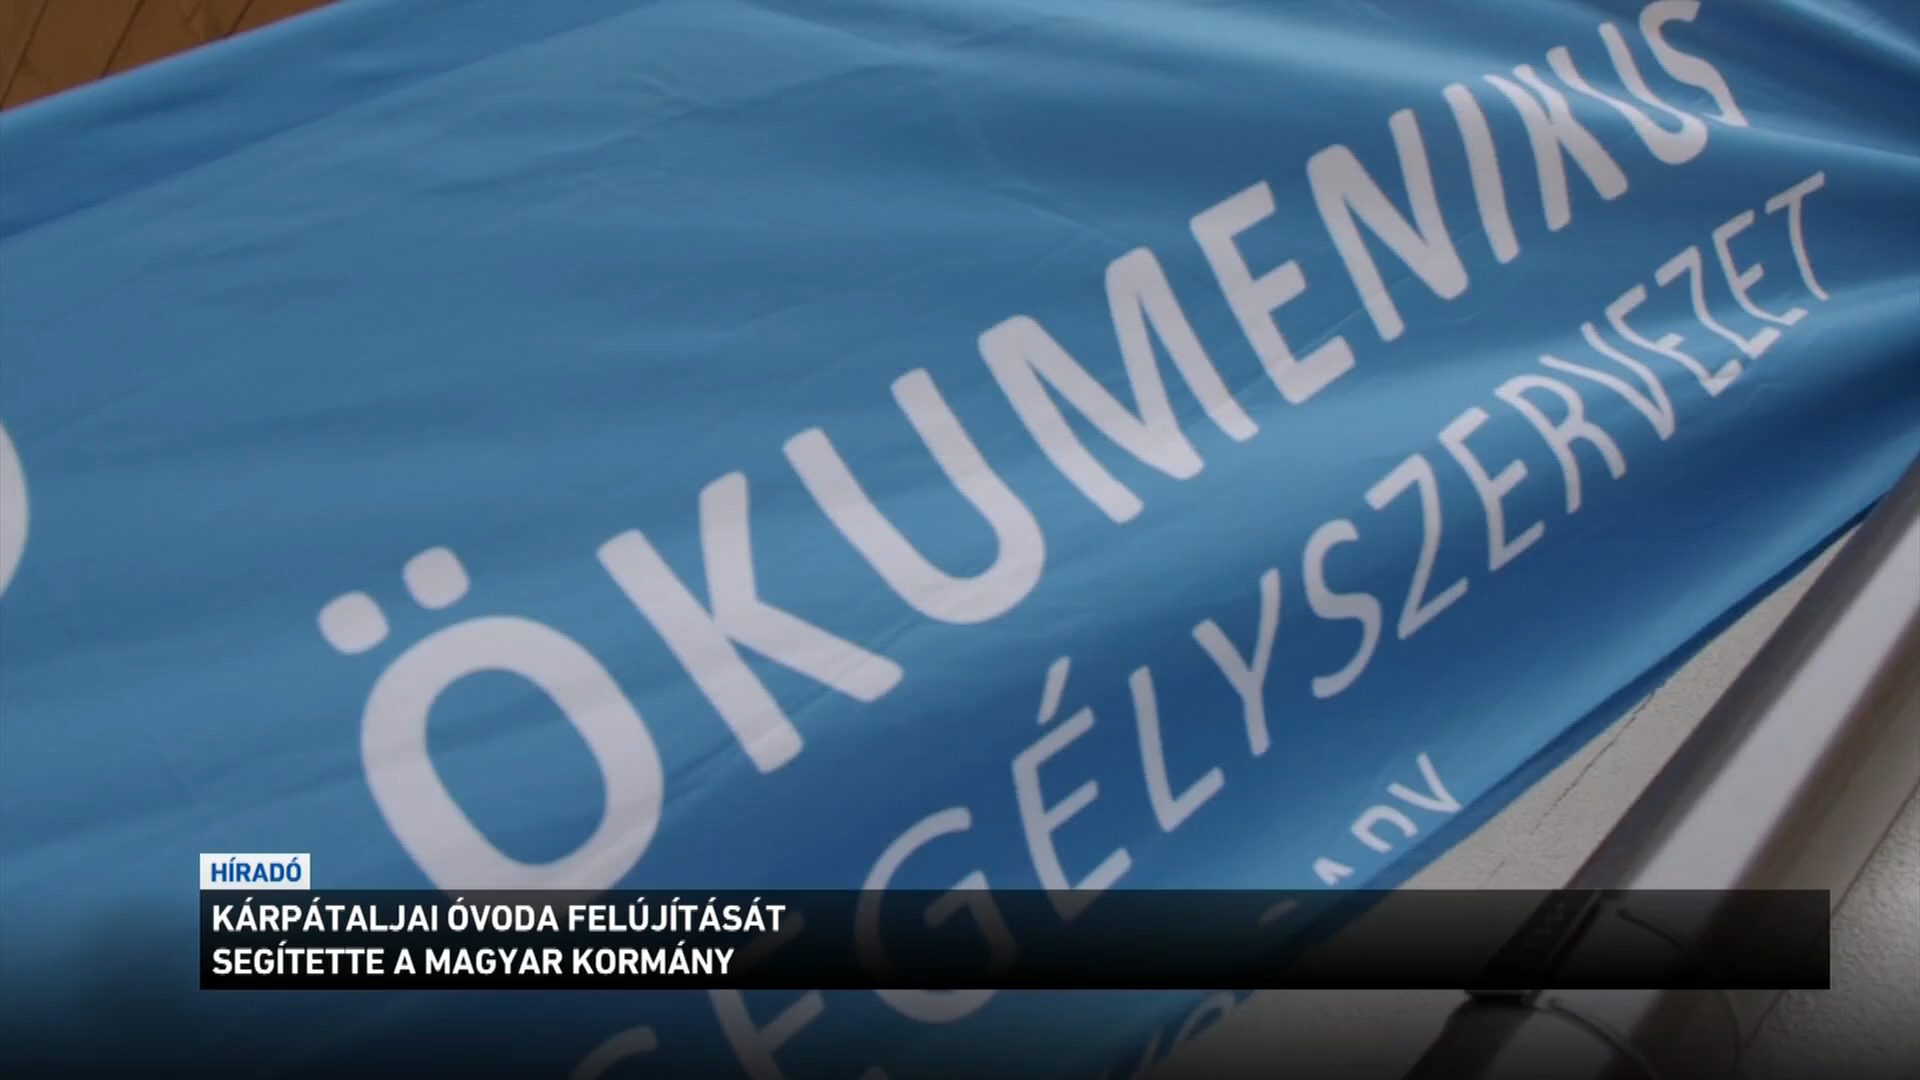 ÖKUMENIKUS
SEGÉLYSZERVEZET
HÍRADÓ
KÁRPÁTALJAI ÓVODA FELÚJÍTÁSÁT
SEGÍTETTE A MAGYAR KORMÁNY